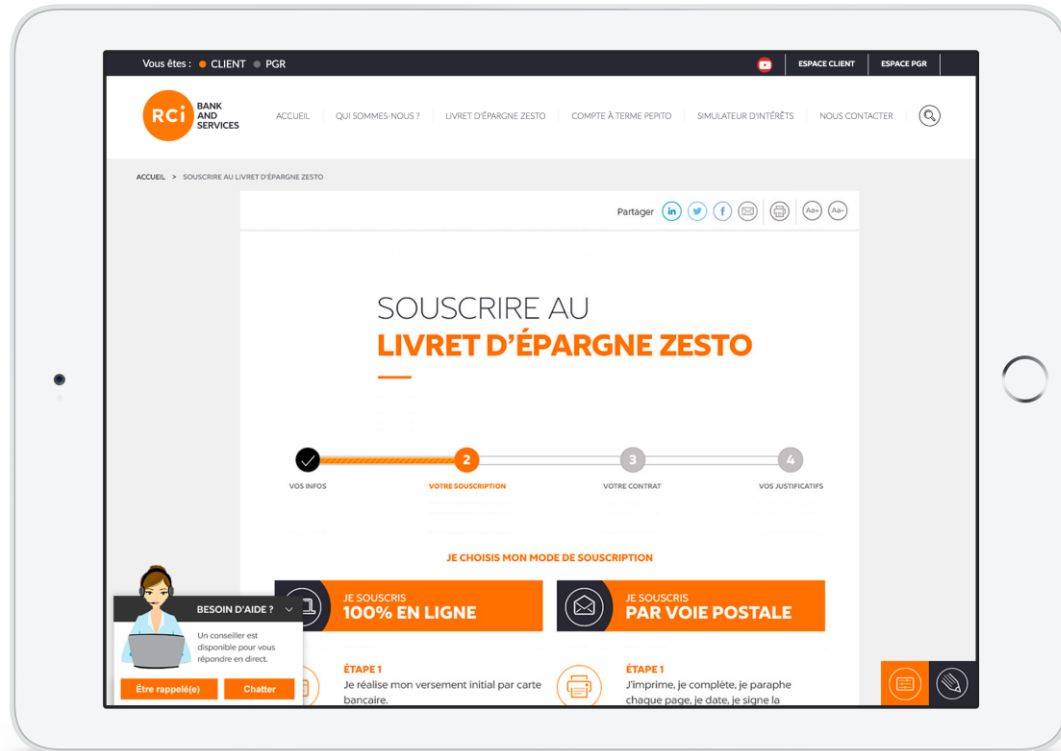 Vous êtes : CLIENT PGR
ESPACE CLIENT ESPACE PGR
RCi BANK AND SERVICES
ACCUEIL QUI SOMMES-NOUS ? LIVRET D'ÉPARGNE ZESTO COMPTE À TERME PEPITO SIMULATEUR D'INTÉRÊTS NOUS CONTACTER
ACCUEIL > SOUSCRIRE AU LIVRET D'ÉPARGNE ZESTO
Partager in f Aa+ Aa-
SOUSCRIRE AU
LIVRET D'ÉPARGNE ZESTO
2 3 4
VOS INFOS VOTRE SOUSCRIPTION VOTRE CONTRAT VOS JUSTIFICATIFS
JE CHOISIS MON MODE DE SOUSCRIPTION
JE SOUSCRIS
100% EN LIGNE
JE SOUSCRIS
PAR VOIE POSTALE
ÉTAPE 1
Je réalise mon versement initial par carte
bancaire.
ÉTAPE 1
J'imprime, je complète, je paraphe
chaque page, je date, je signe la
BESOIN D'AIDE ?
Un conseiller est
disponible pour vous
répondre en direct.
Être rappelé(e) Chatter